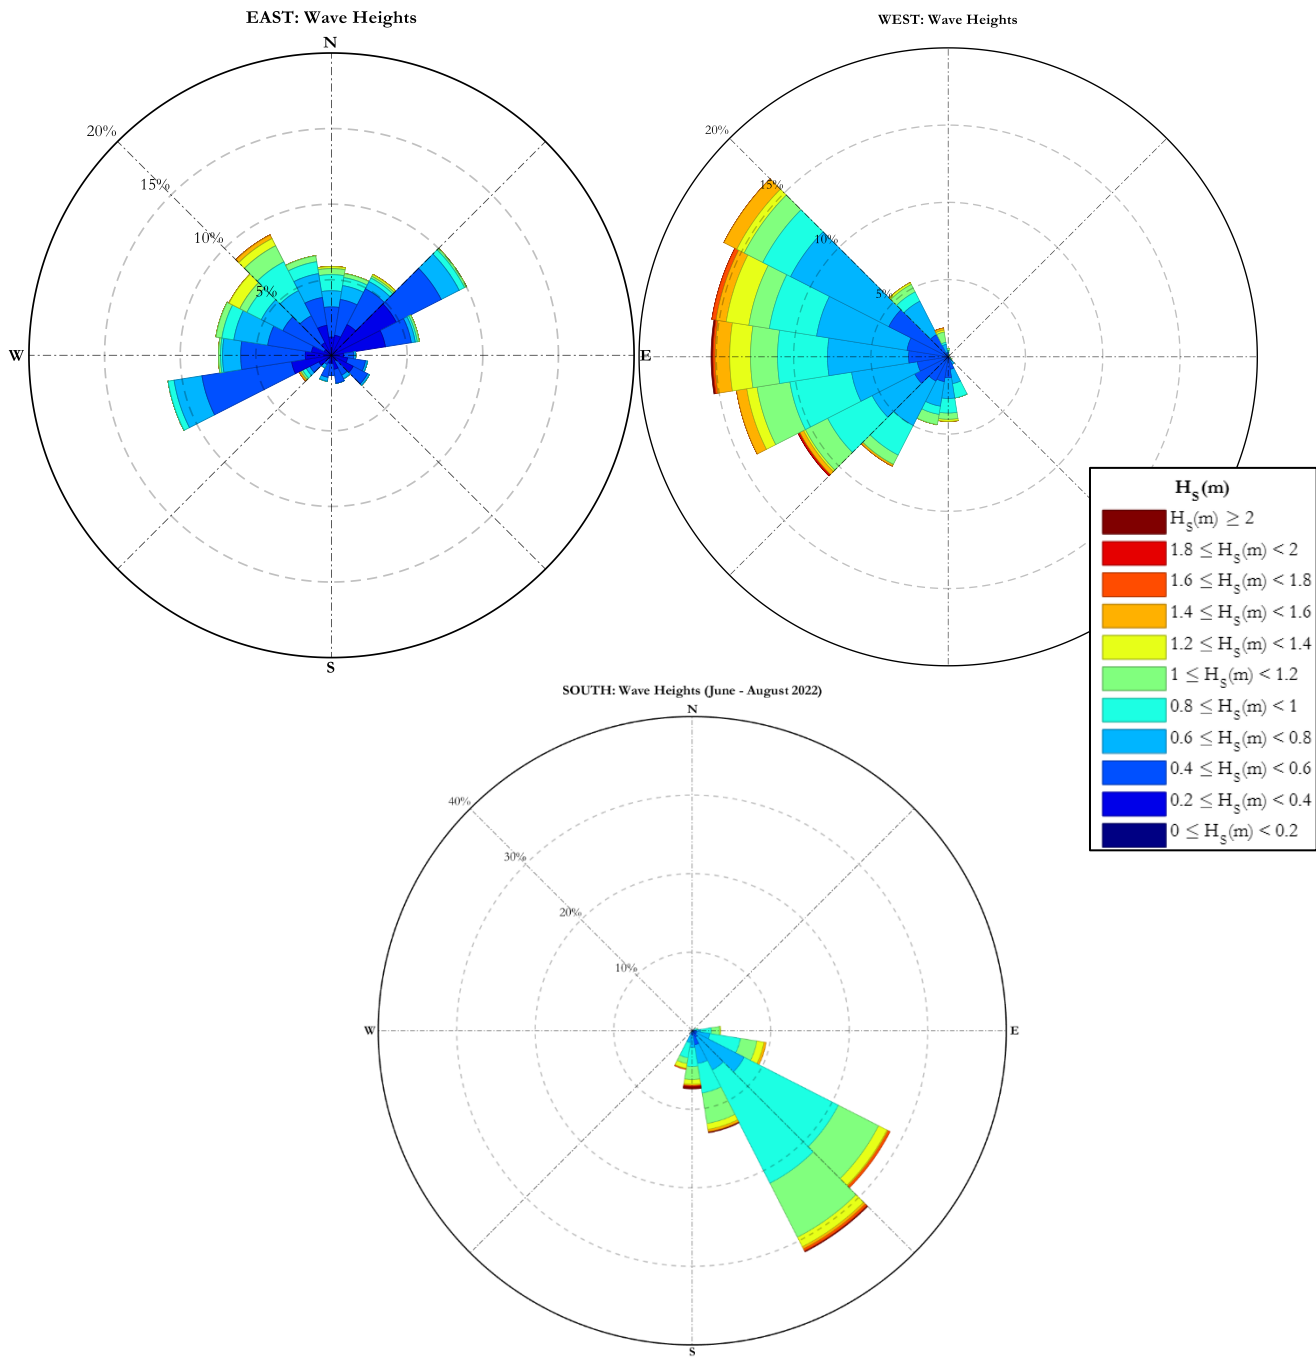 EAST: Wave Heights
N
20%
15%
10%
5%
W
E
S
WEST: Wave Heights
20%
15%
10%
5%
H_S(m)
H_S(m) ≥ 2
1.8 ≤ H_S(m) < 2
1.6 ≤ H_S(m) < 1.8
1.4 ≤ H_S(m) < 1.6
1.2 ≤ H_S(m) < 1.4
1 ≤ H_S(m) < 1.2
0.8 ≤ H_S(m) < 1
0.6 ≤ H_S(m) < 0.8
0.4 ≤ H_S(m) < 0.6
0.2 ≤ H_S(m) < 0.4
0 ≤ H_S(m) < 0.2
SOUTH: Wave Heights (June - August 2022)
N
40%
30%
20%
10%
W
E
S